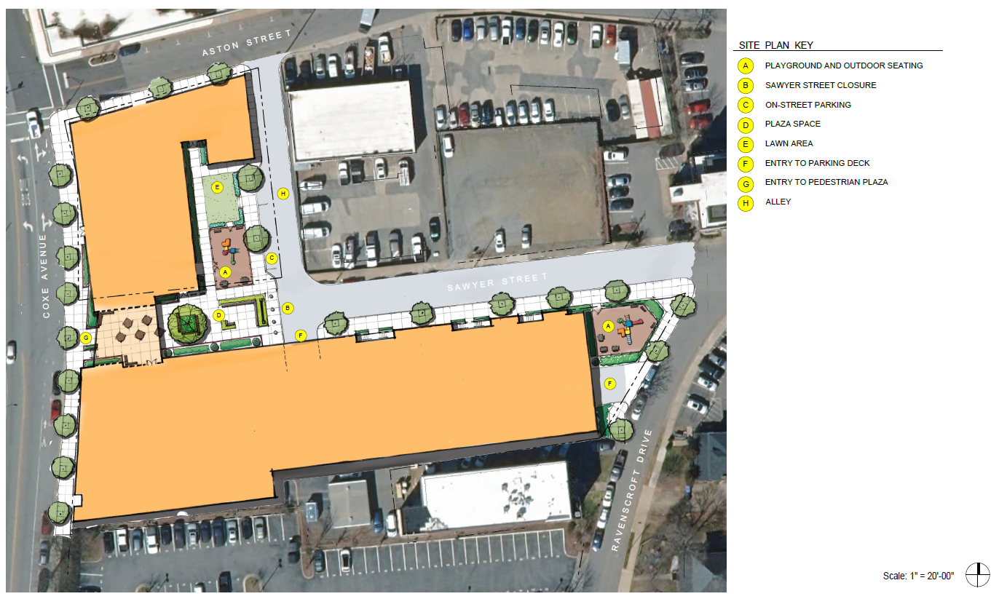 ASTON STREET
COXE AVENUE
SAWYER STREET
RAVENSCROFT DRIVE
E
H
C
A
B
D
G
F
A
F
SITE PLAN KEY
A PLAYGROUND AND OUTDOOR SEATING
B SAWYER STREET CLOSURE
C ON-STREET PARKING
D PLAZA SPACE
E LAWN AREA
F ENTRY TO PARKING DECK
G ENTRY TO PEDESTRIAN PLAZA
H ALLEY
Scale: 1" = 20'-00"